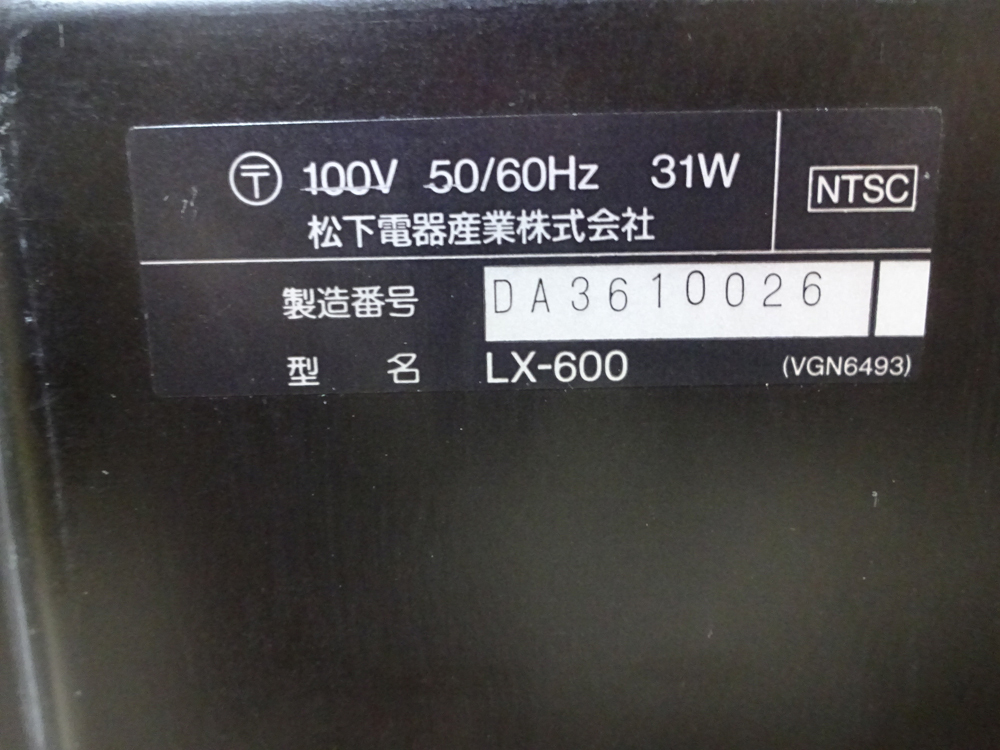 〒 100V 50/60Hz 31W
松下電器産業株式会社
NTSC
製造番号 DA3610026
型 名 LX-600 (VGN6493)